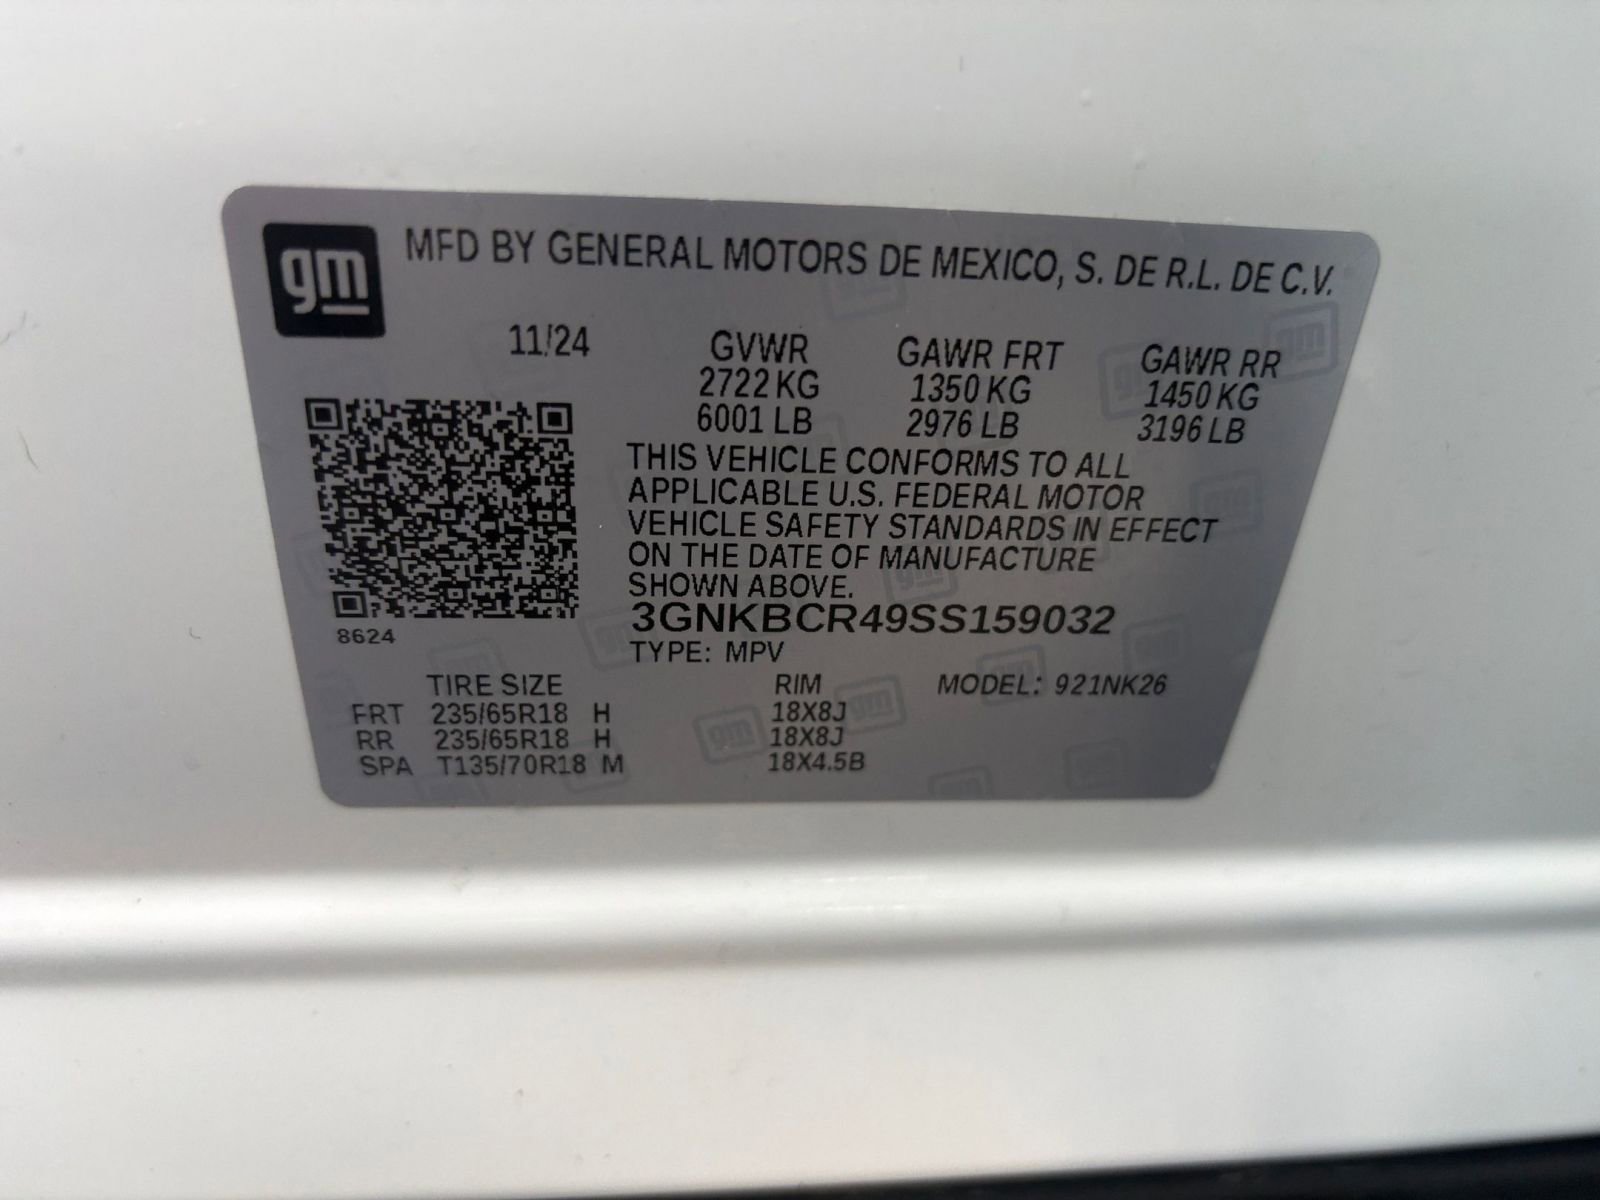 gm MFD BY GENERAL MOTORS DE MEXICO, S. DE R.L. DE C.V.
11/24 GVWR GAWR FRT GAWR RR
2722 KG 1350 KG 1450 KG
6001 LB 2976 LB 3196 LB
THIS VEHICLE CONFORMS TO ALL
APPLICABLE U.S. FEDERAL MOTOR
VEHICLE SAFETY STANDARDS IN EFFECT
ON THE DATE OF MANUFACTURE
SHOWN ABOVE.
3GNKBCR49SS159032
8624
TYPE: MPV
TIRE SIZE RIM MODEL: 921NK26
FRT 235/65R18 H 18X8J
RR 235/65R18 H 18X8J
SPA T135/70R18 M 18X4.5B